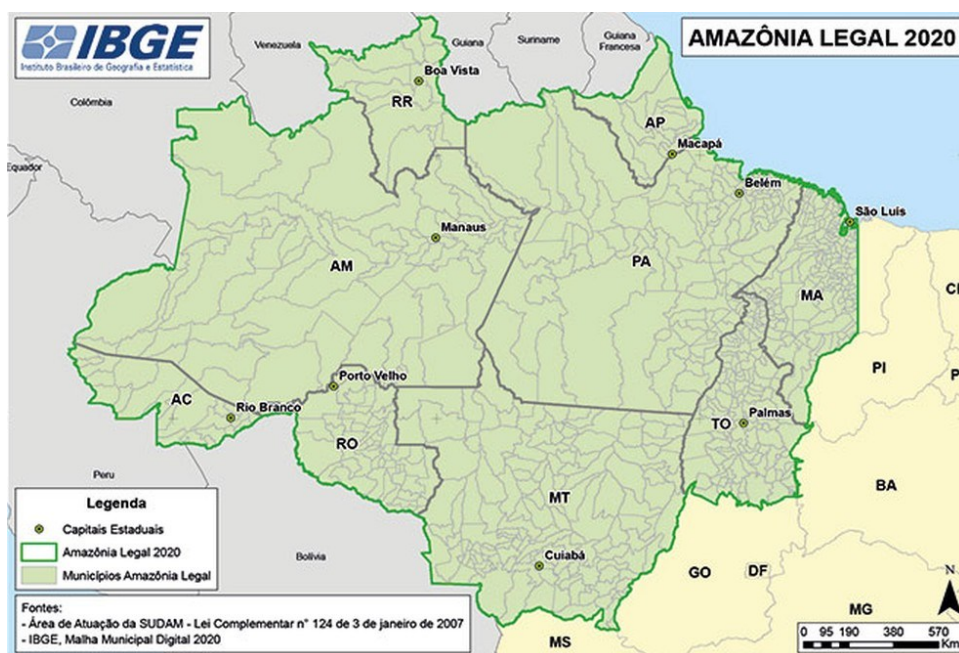 IBGE
Instituto Brasileiro de Geografia e Estatística
AMAZÔNIA LEGAL 2020
Venezuela
Guiana
Suriname
Guiana
Francesa
Colômbia
Equador
Boa Vista
RR
AP
Macapá
Belém
São Luis
Manaus
AM
PA
MA
CE
PI
Porto Velho
AC
Rio Branco
RO
TO
Palmas
Peru
MT
BA
Bolívia
Cuiabá
GO
DF
MG
MS
Legenda
Capitais Estaduais
Amazônia Legal 2020
Municípios Amazônia Legal
Fontes:
- Área de Atuação da SUDAM - Lei Complementar n° 124 de 3 de janeiro de 2007
- IBGE, Malha Municipal Digital 2020
N
0 95 190 380 570
Km